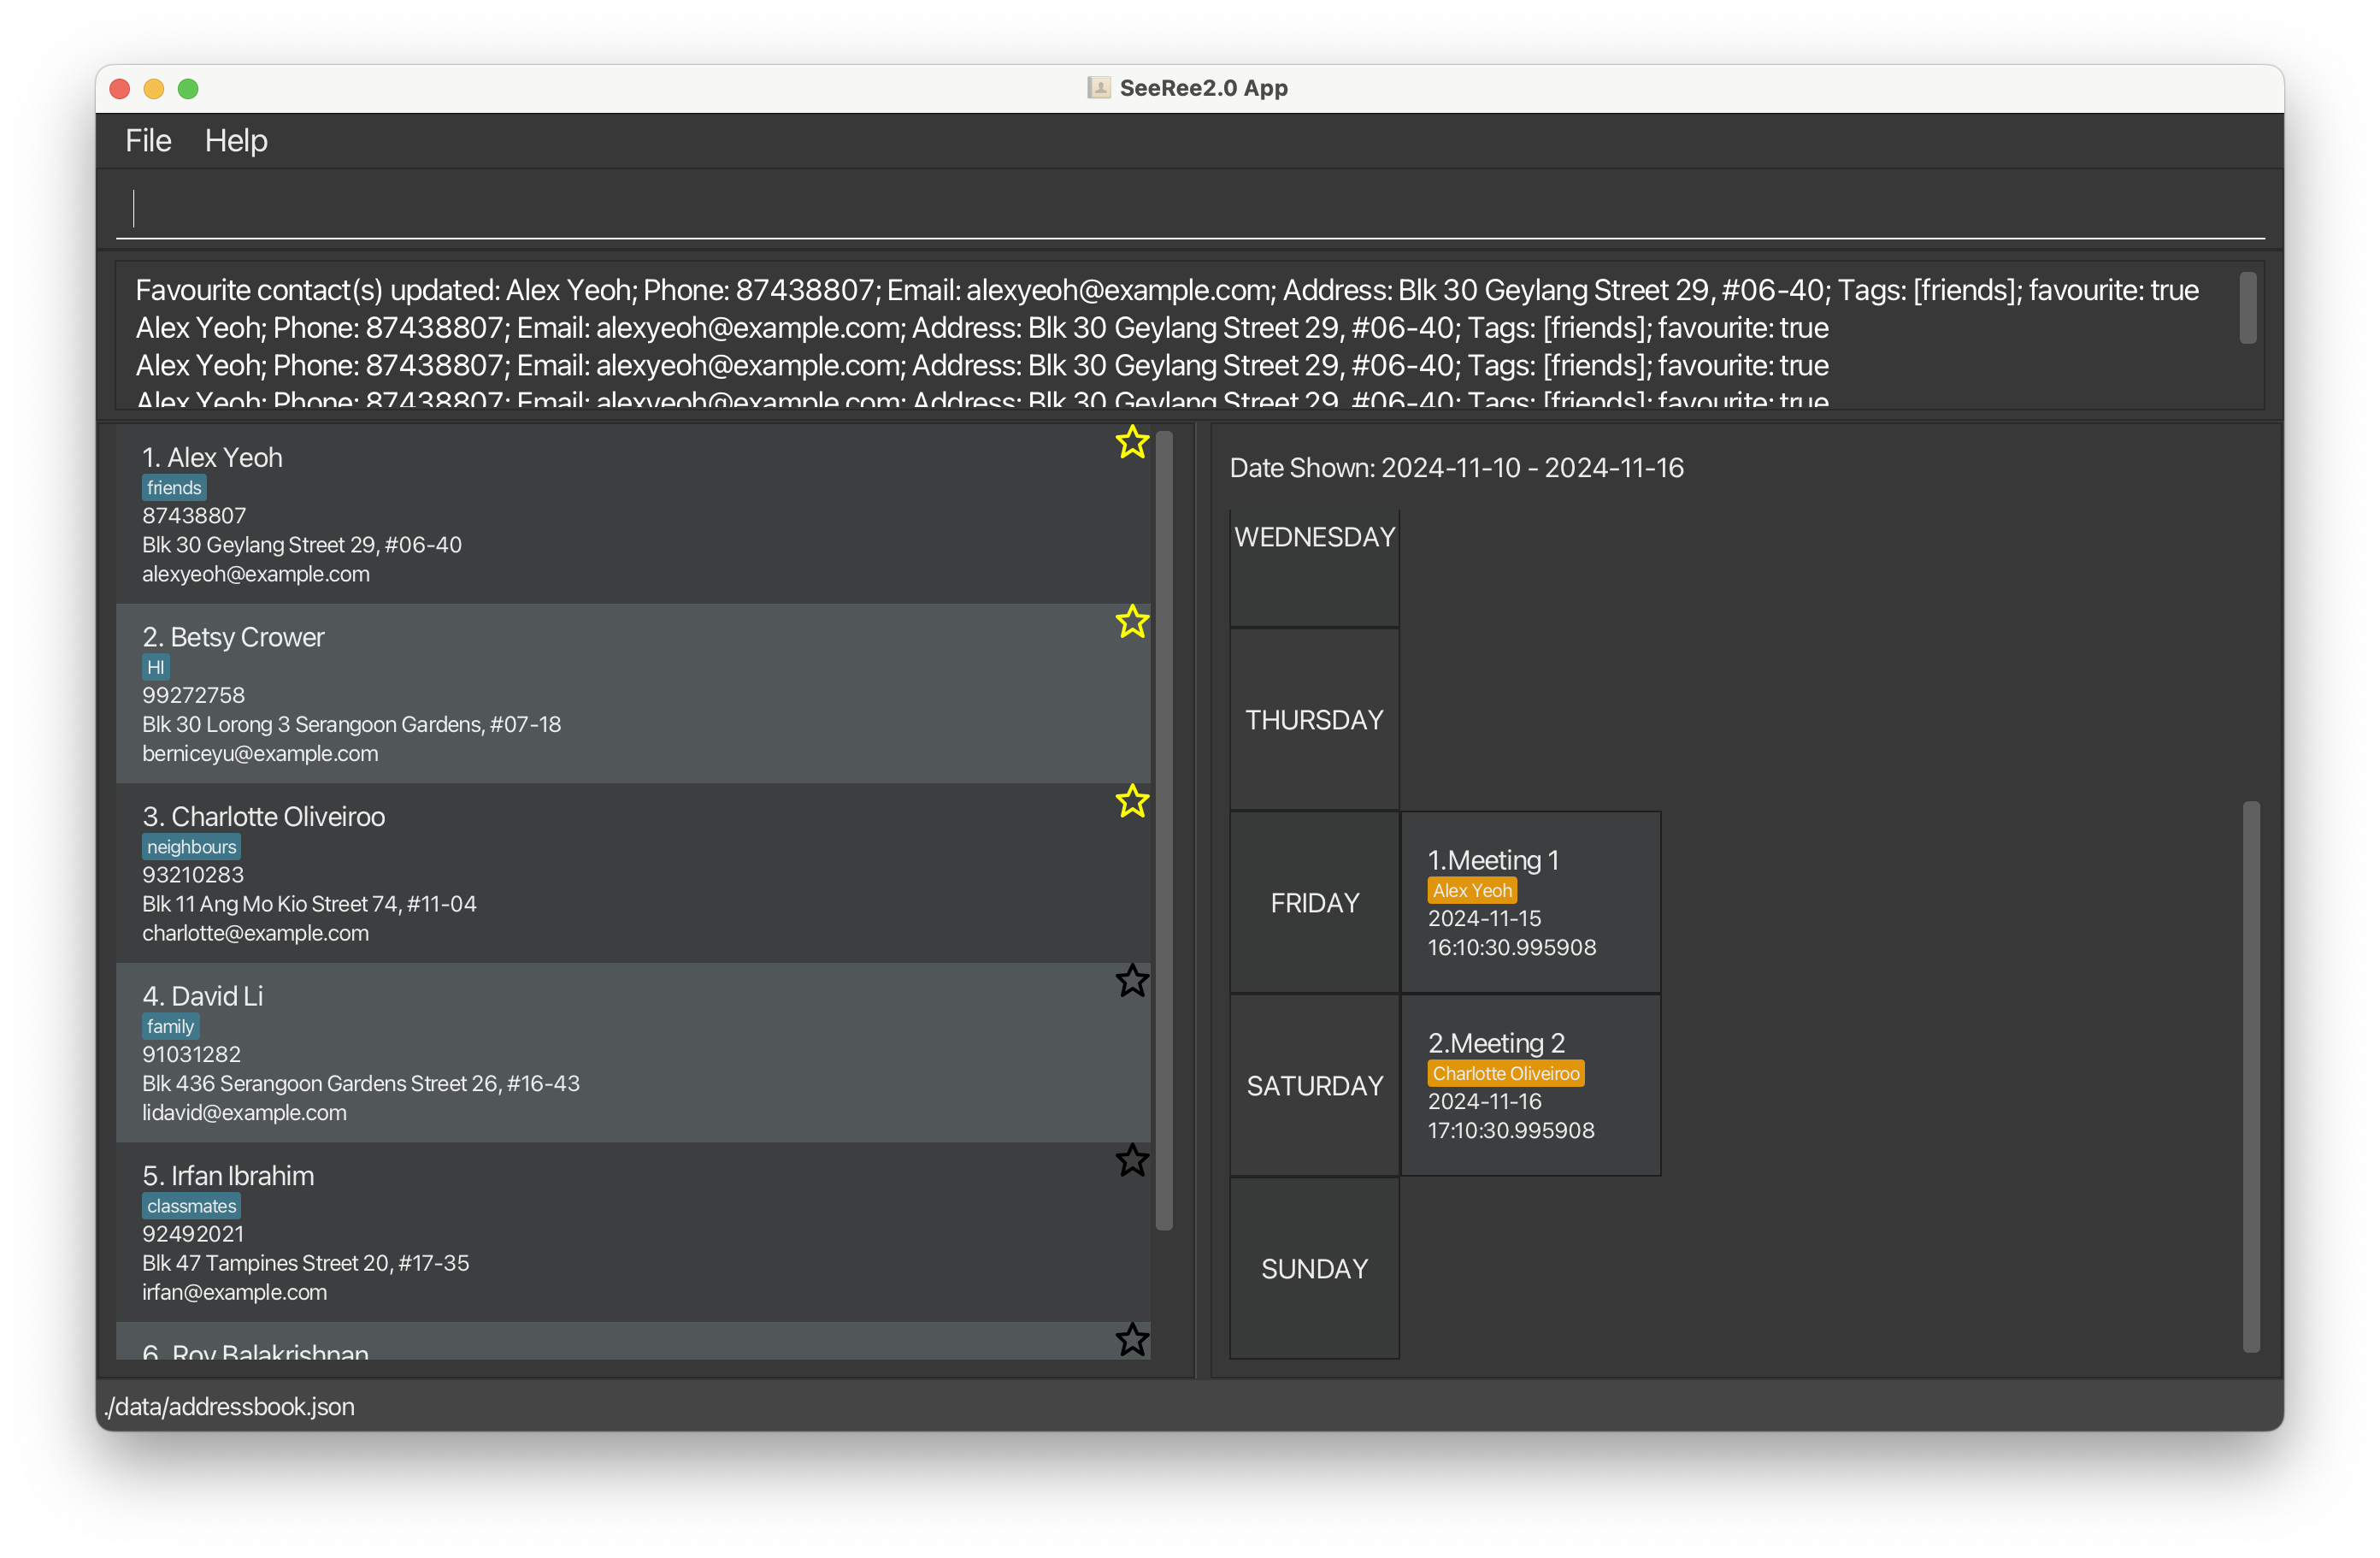 SeeRee2.0 App
File Help
Favourite contact(s) updated: Alex Yeoh; Phone: 87438807; Email: alexyeoh@example.com; Address: Blk 30 Geylang Street 29, #06-40; Tags: [friends]; favourite: true
Alex Yeoh; Phone: 87438807; Email: alexyeoh@example.com; Address: Blk 30 Geylang Street 29, #06-40; Tags: [friends]; favourite: true
Alex Yeoh; Phone: 87438807; Email: alexyeoh@example.com; Address: Blk 30 Geylang Street 29, #06-40; Tags: [friends]; favourite: true
Alex Yeoh; Phone: 87438807; Email: alexyeoh@example.com; Address: Blk 30 Geylang Street 29, #06-40; Tags: [friends]; favourite: true
1. Alex Yeoh
friends
87438807
Blk 30 Geylang Street 29, #06-40
alexyeoh@example.com
2. Betsy Crower
HI
99272758
Blk 30 Lorong 3 Serangoon Gardens, #07-18
berniceyu@example.com
3. Charlotte Oliveiroo
neighbours
93210283
Blk 11 Ang Mo Kio Street 74, #11-04
charlotte@example.com
4. David Li
family
91031282
Blk 436 Serangoon Gardens Street 26, #16-43
lidavid@example.com
5. Irfan Ibrahim
classmates
92492021
Blk 47 Tampines Street 20, #17-35
irfan@example.com
6. Roy Balakrishnan
Date Shown: 2024-11-10 - 2024-11-16
WEDNESDAY
THURSDAY
FRIDAY
1.Meeting 1
Alex Yeoh
2024-11-15
16:10:30.995908
SATURDAY
2.Meeting 2
Charlotte Oliveiroo
2024-11-16
17:10:30.995908
SUNDAY
./data/addressbook.json